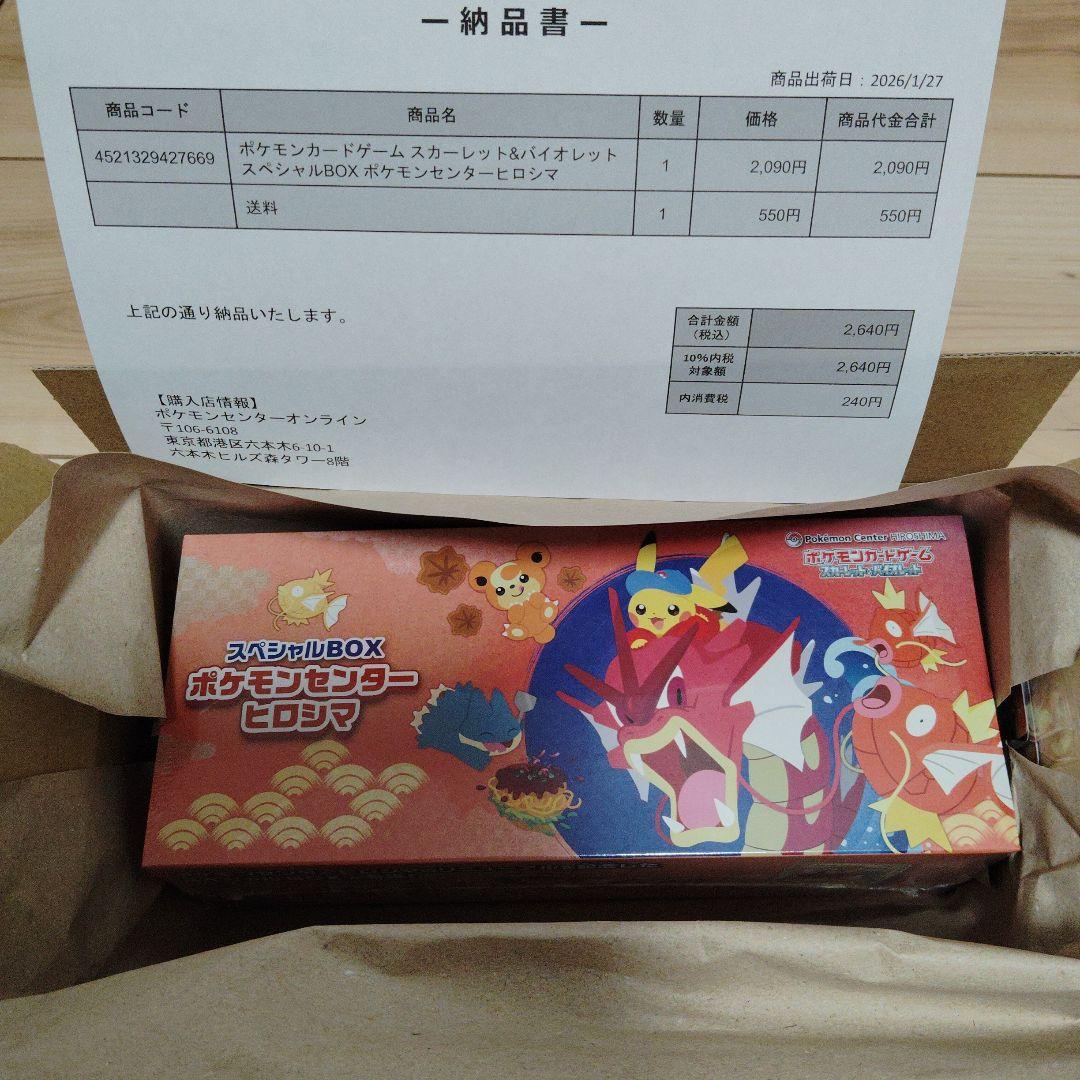 ー納品書ー
商品出荷日：2026/1/27
商品コード 商品名 数量 価格 商品代金合計
4521329427669 ポケモンカードゲーム スカーレット&バイオレット
スペシャルBOX ポケモンセンターヒロシマ 1 2,090円 2,090円
送料 1 550円 550円
上記の通り納品いたします。
合計金額
（税込） 2,640円
10%内税
対象額 2,640円
内消費税 240円
【購入店情報】
ポケモンセンターオンライン
〒106-6108
東京都港区六本木6-10-1
六本木ヒルズ森タワー8階
Pokémon Center HIROSHIMA
ポケモンカードゲーム
スカーレット&バイオレット
スペシャルBOX
ポケモンセンター
ヒロシマ